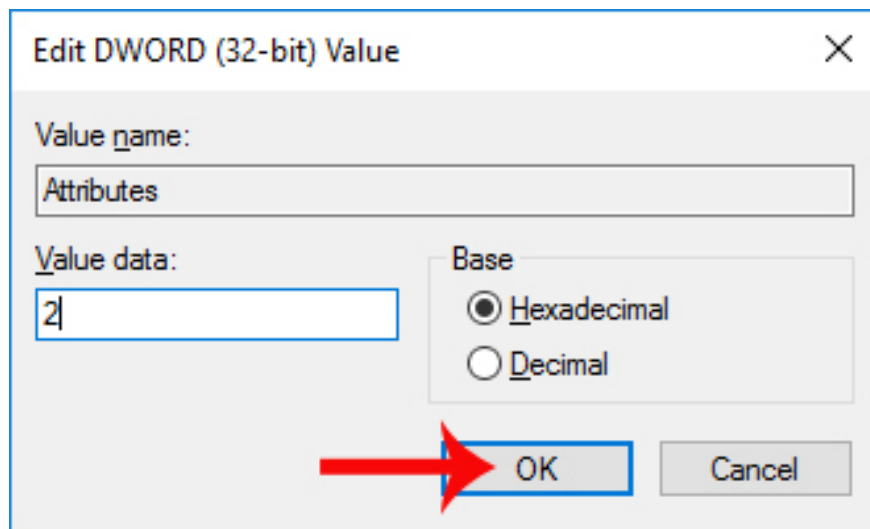 Edit DWORD (32-bit) Value
Value name:
Attributes
Value data:
2
Base
Hexadecimal
Decimal
OK
Cancel